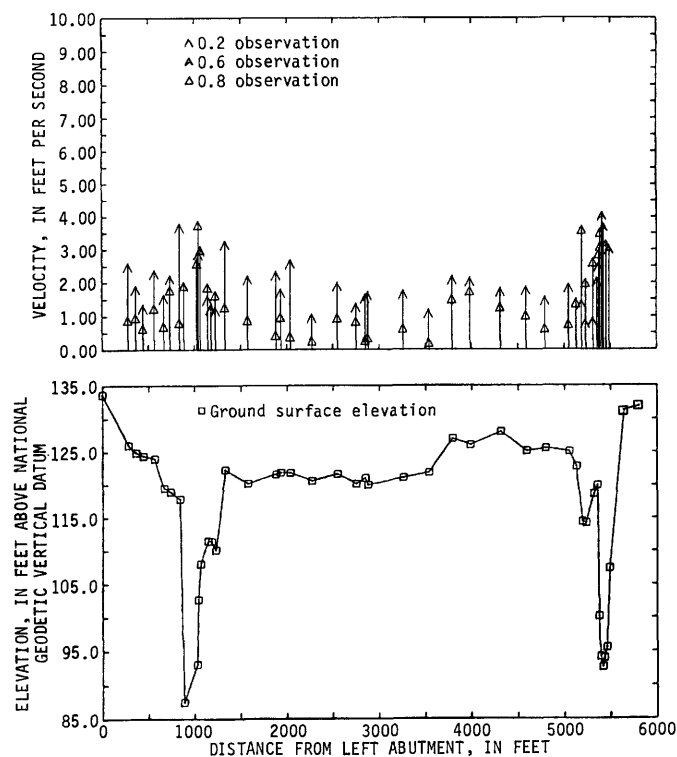 10.00
9.00
8.00
7.00
6.00
5.00
4.00
3.00
2.00
1.00
0.00
VELOCITY, IN FEET PER SECOND
0.2 observation
0.6 observation
0.8 observation
135.0
125.0
115.0
105.0
95.0
85.0
ELEVATION, IN FEET ABOVE NATIONAL
GEODETIC VERTICAL DATUM
Ground surface elevation
0 1000 2000 3000 4000 5000 6000
DISTANCE FROM LEFT ABUTMENT, IN FEET